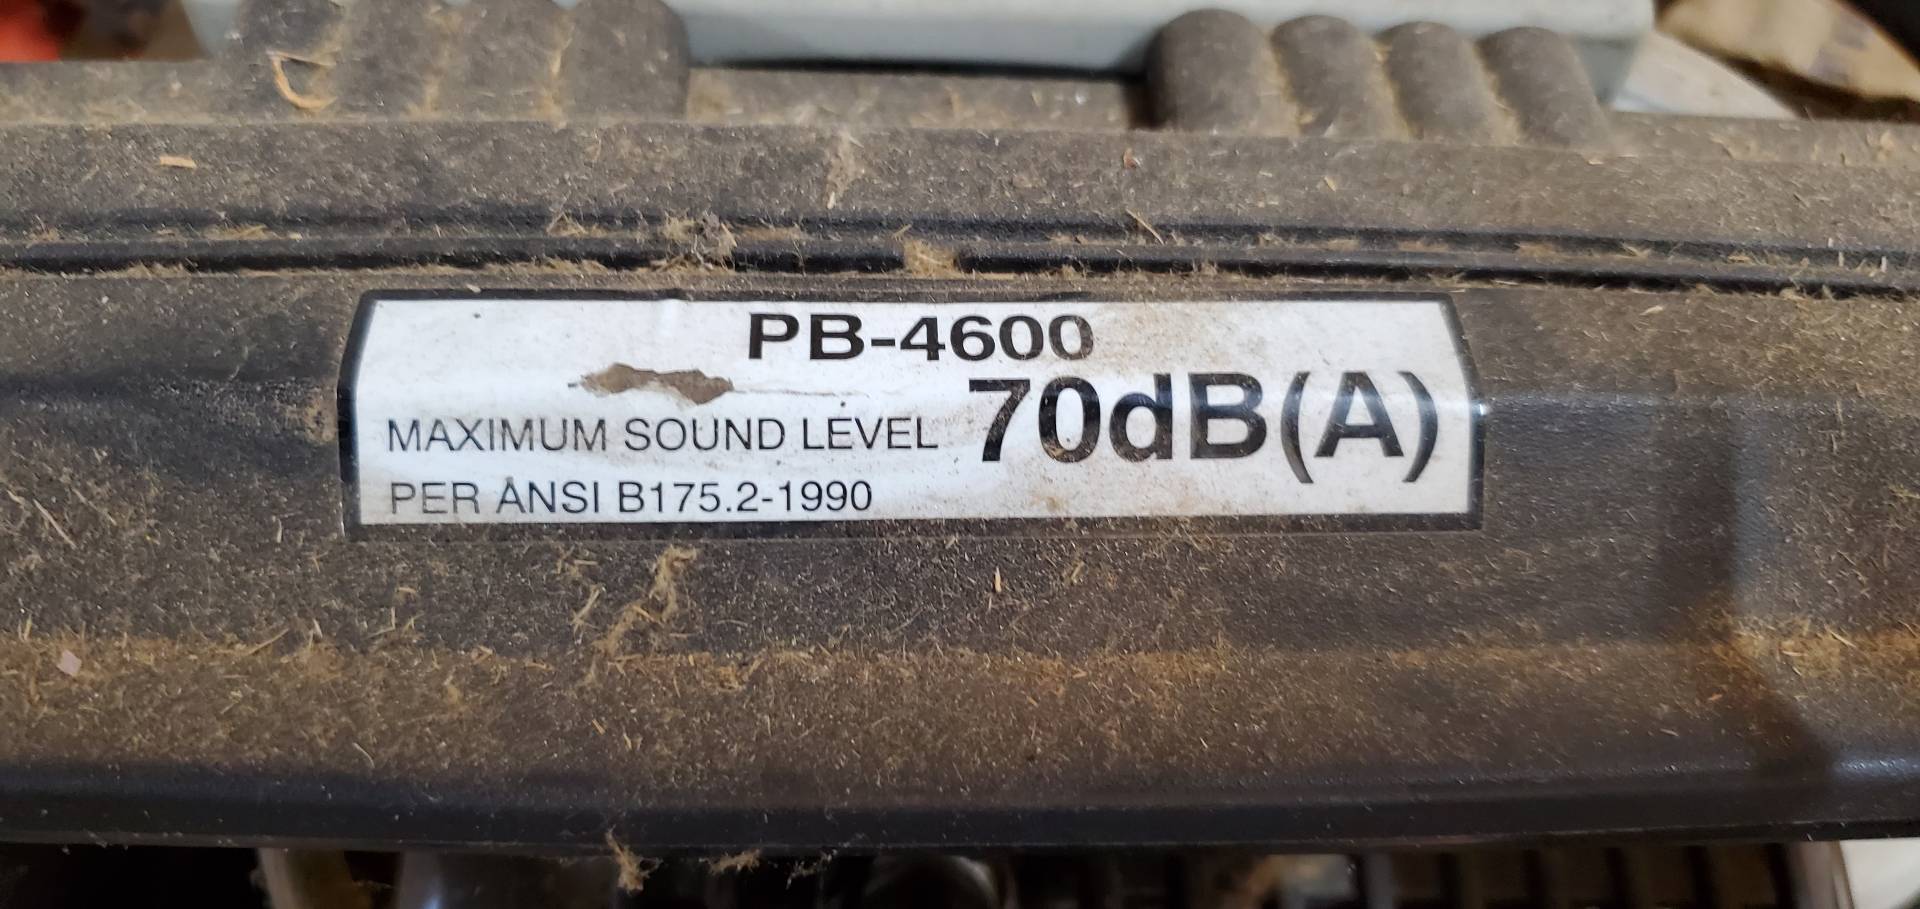 PB-4600
MAXIMUM SOUND LEVEL 70dB(A)
PER ANSI B175.2-1990